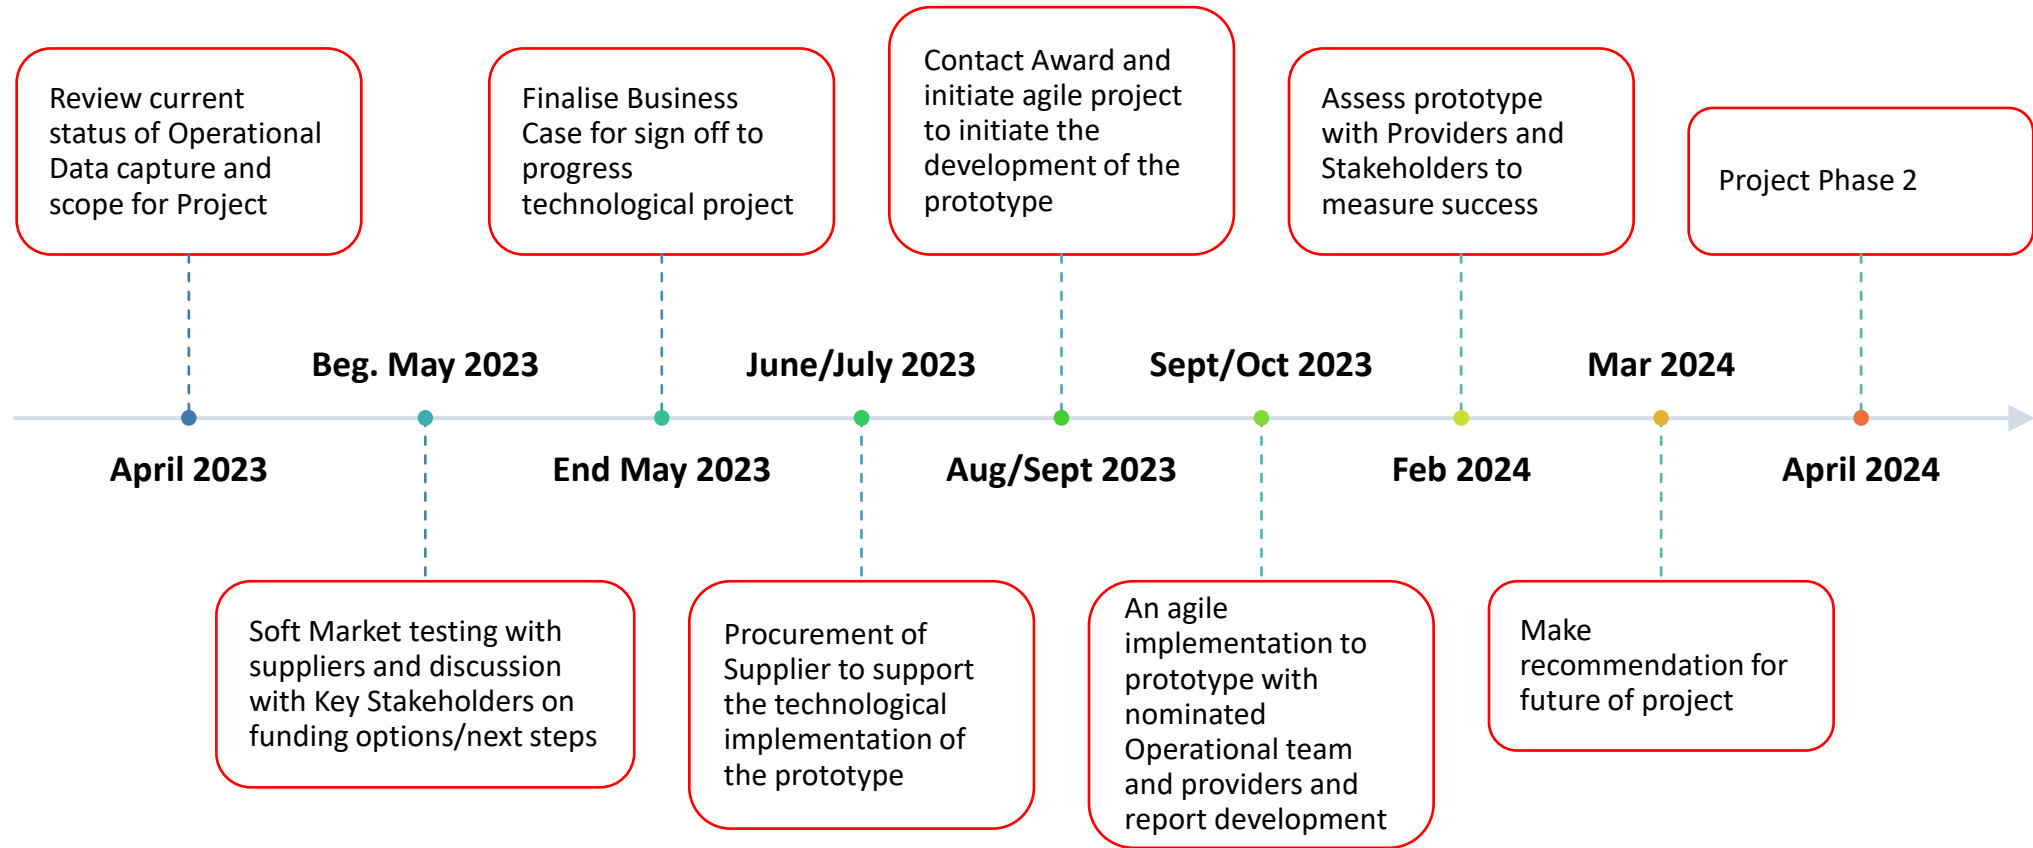 Review current
status of Operational
Data capture and
scope for Project
Finalise Business
Case for sign off to
progress
technological project
Contact Award and
initiate agile project
to initiate the
development of the
prototype
Assess prototype
with Providers and
Stakeholders to
measure success
Project Phase 2
Beg. May 2023
June/July 2023
Sept/Oct 2023
Mar 2024
April 2023
End May 2023
Aug/Sept 2023
Feb 2024
April 2024
Soft Market testing with
suppliers and discussion
with Key Stakeholders on
funding options/next steps
Procurement of
Supplier to support
the technological
implementation of
the prototype
An agile
implementation to
prototype with
nominated
Operational team
and providers and
report development
Make
recommendation for
future of project